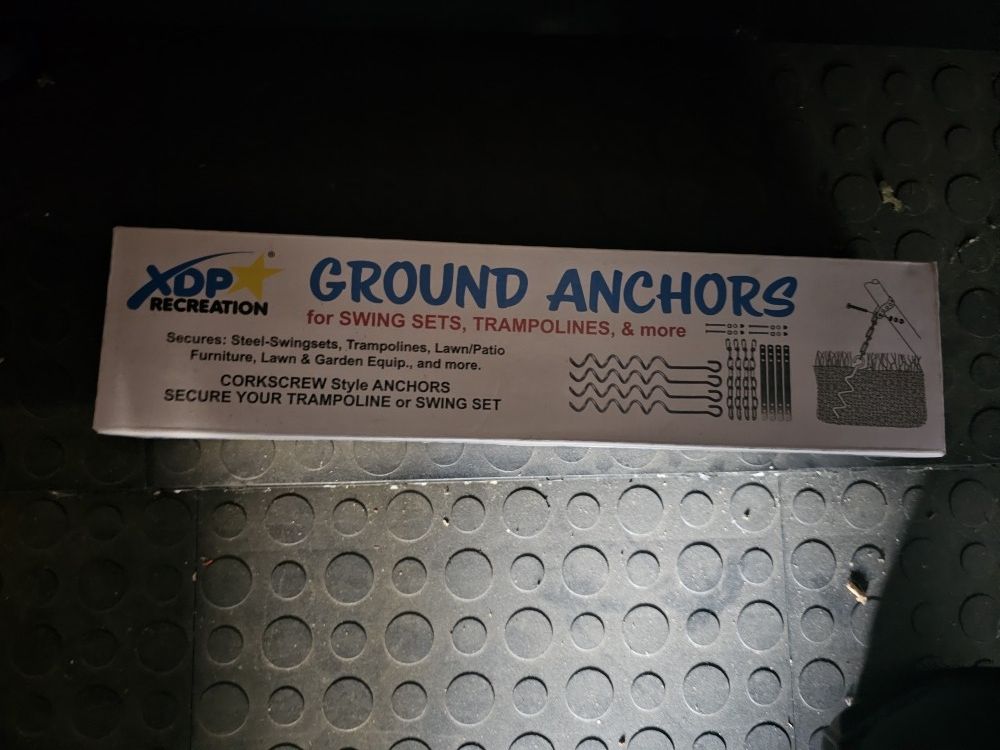 XDP®
RECREATION
GROUND ANCHORS
for SWING SETS, TRAMPOLINES, & more
Secures: Steel-Swingsets, Trampolines, Lawn/Patio
Furniture, Lawn & Garden Equip., and more.
CORKSCREW Style ANCHORS
SECURE YOUR TRAMPOLINE or SWING SET